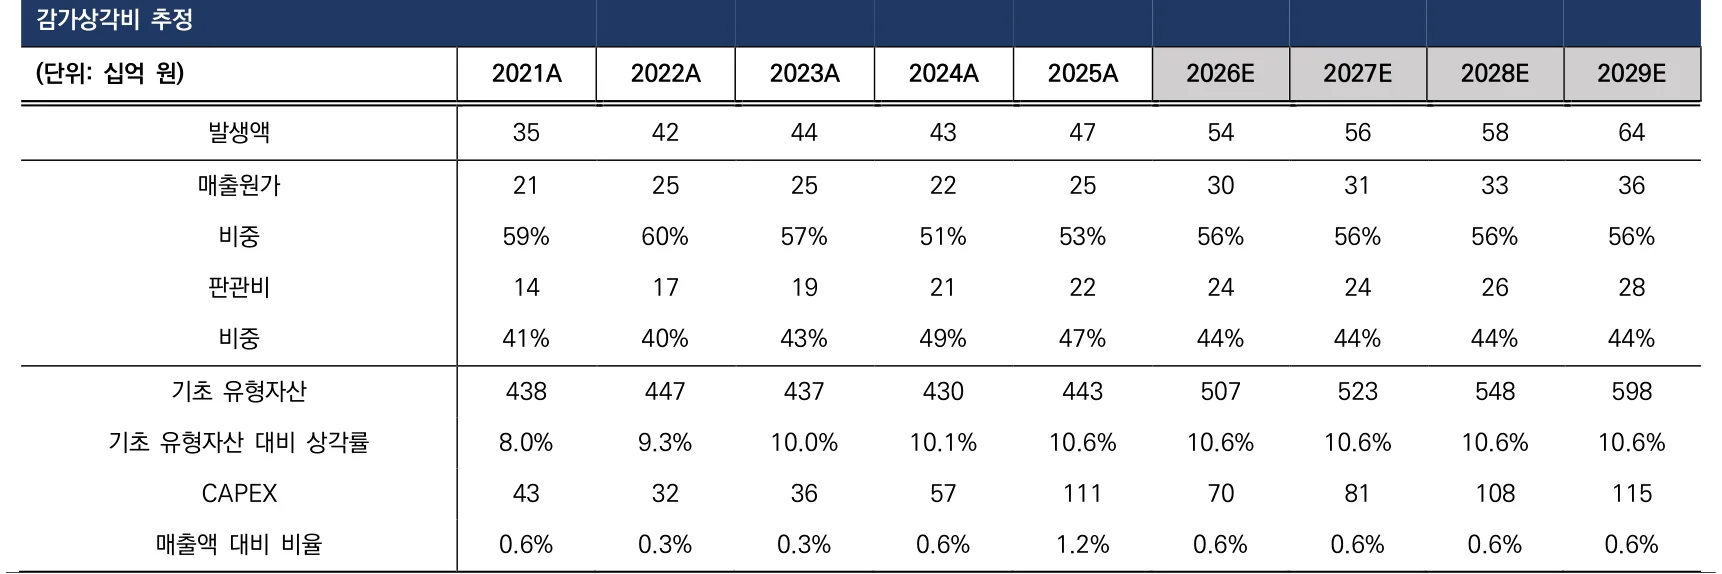 감가상각비 추정
(단위: 십억 원) 2021A 2022A 2023A 2024A 2025A 2026E 2027E 2028E 2029E
발생액 35 42 44 43 47 54 56 58 64
매출원가 21 25 25 22 25 30 31 33 36
비중 59% 60% 57% 51% 53% 56% 56% 56% 56%
판관비 14 17 19 21 22 24 24 26 28
비중 41% 40% 43% 49% 47% 44% 44% 44% 44%
기초 유형자산 438 447 437 430 443 507 523 548 598
기초 유형자산 대비 상각률 8.0% 9.3% 10.0% 10.1% 10.6% 10.6% 10.6% 10.6% 10.6%
CAPEX 43 32 36 57 111 70 81 108 115
매출액 대비 비율 0.6% 0.3% 0.3% 0.6% 1.2% 0.6% 0.6% 0.6% 0.6%